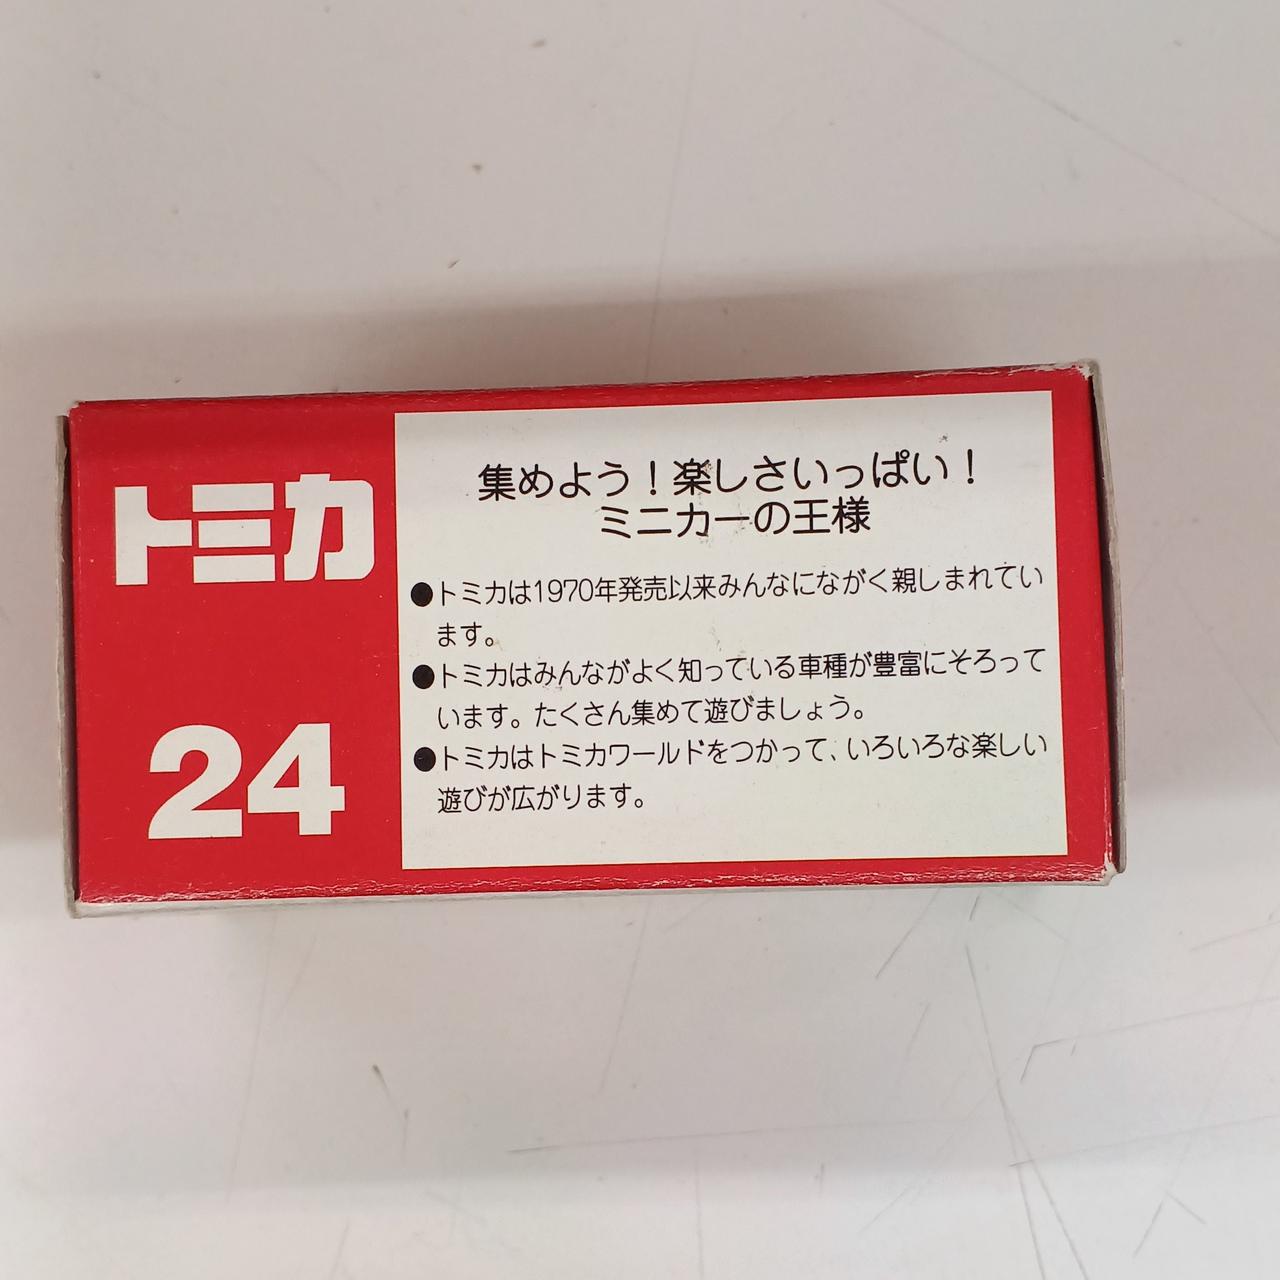 トミカ
24
集めよう！楽しさいっぱい！
ミニカーの王様
●トミカは1970年発売以来みんなにながく親しまれてい
ます。
●トミカはみんながよく知っている車種が豊富にそろって
います。たくさん集めて遊びましょう。
●トミカはトミカワールドをつかって、いろいろな楽しい
遊びが広がります。